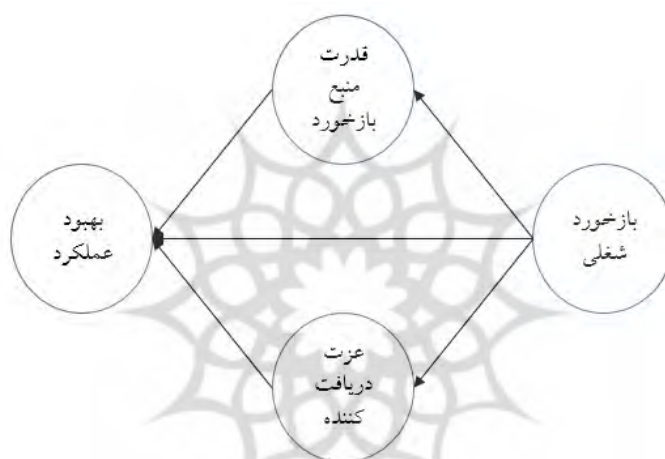 قدرت
منبع
بازخورد
بازخورد
شغلی
بهبود
عملکرد
عزت
دریافت
کننده